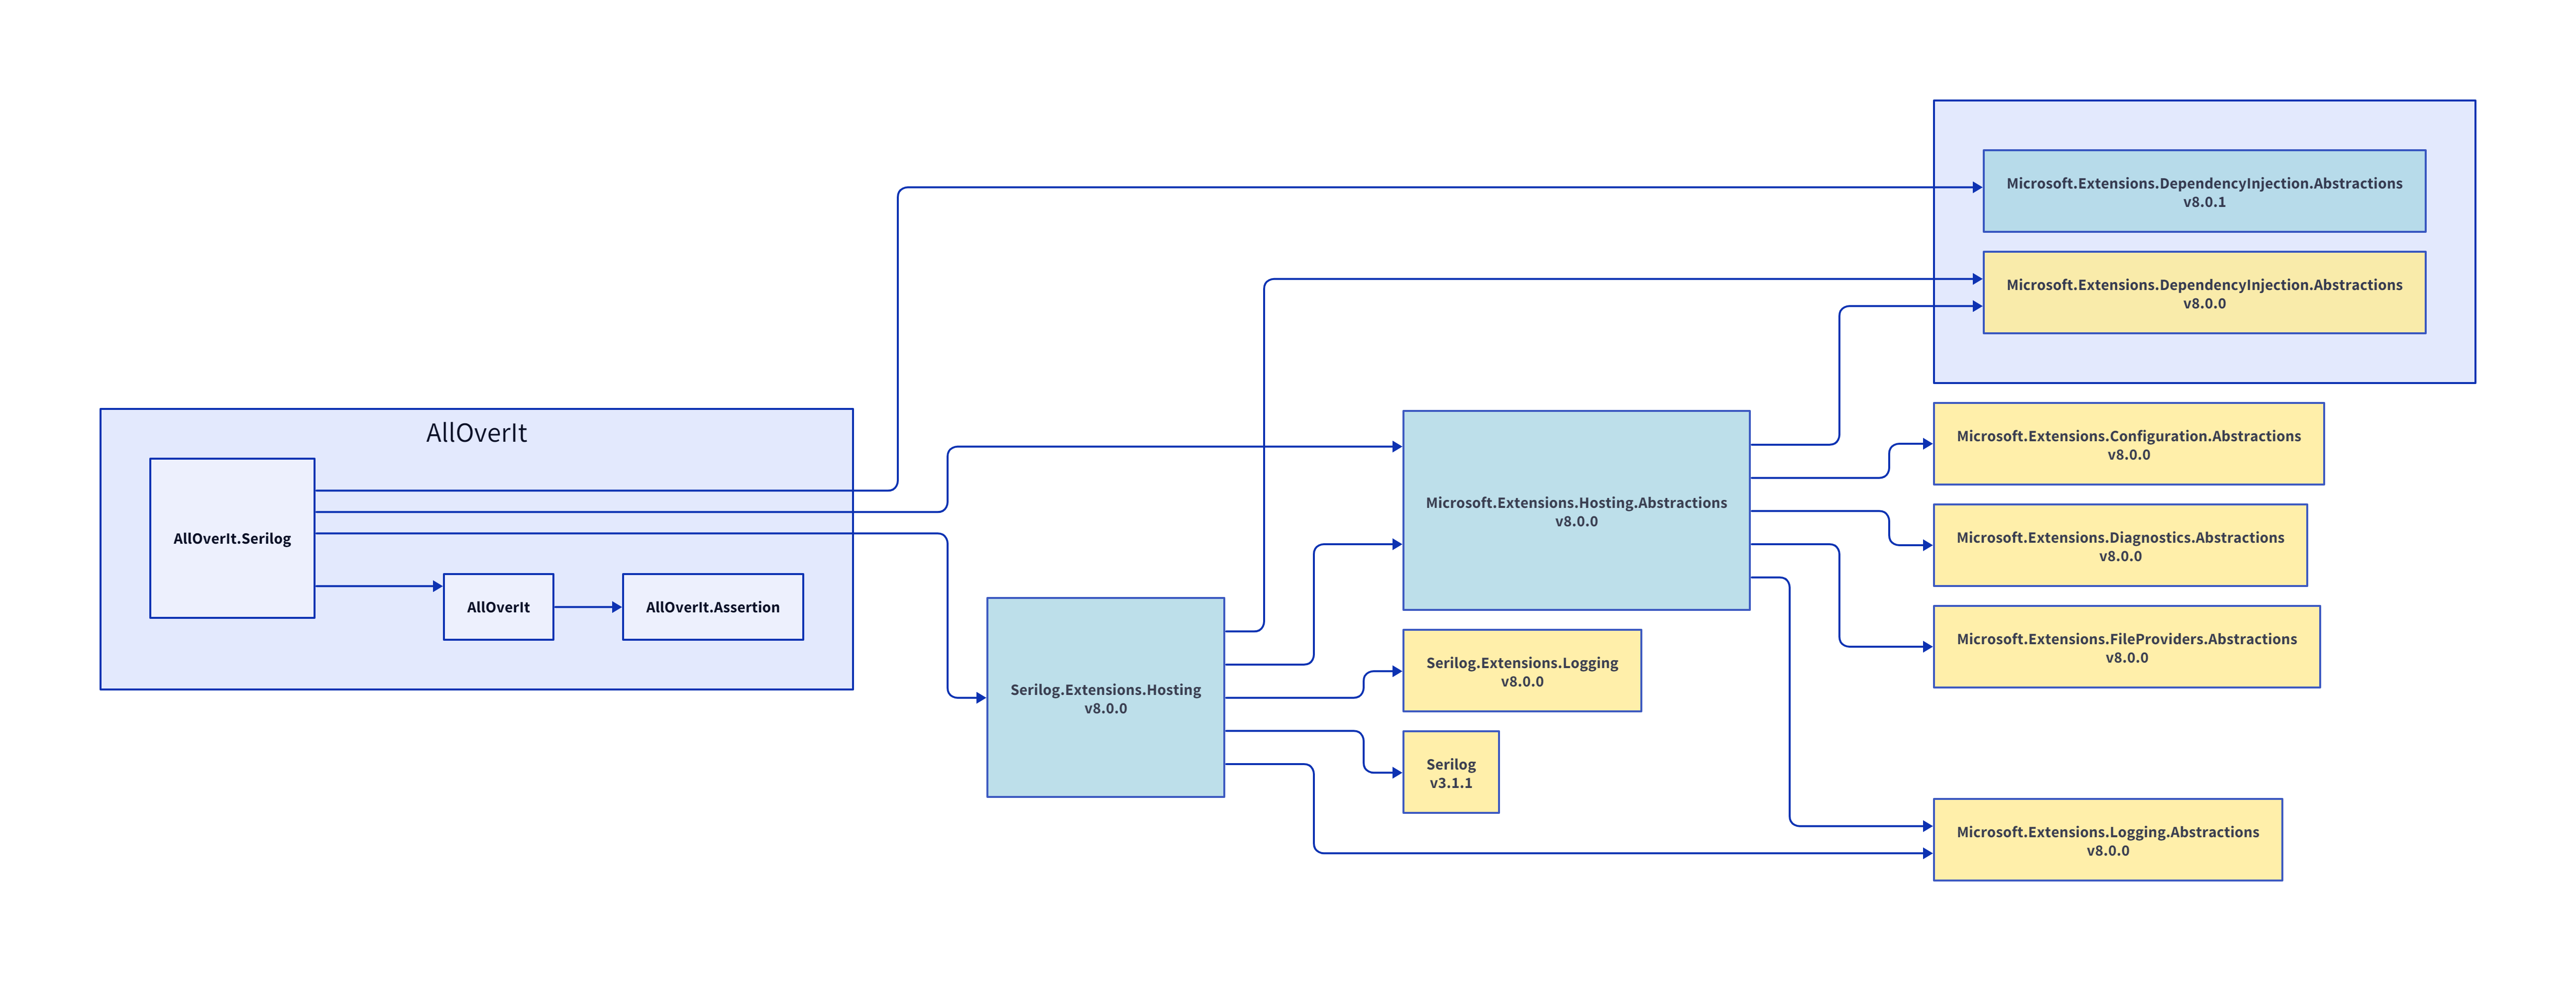 AllOverIt
AllOverIt.Serilog
AllOverIt
AllOverIt.Assertion
Serilog.Extensions.Hosting
v8.0.0
Microsoft.Extensions.Hosting.Abstractions
v8.0.0
Serilog.Extensions.Logging
v8.0.0
Serilog
v3.1.1
Microsoft.Extensions.DependencyInjection.Abstractions
v8.0.1
Microsoft.Extensions.DependencyInjection.Abstractions
v8.0.0
Microsoft.Extensions.Configuration.Abstractions
v8.0.0
Microsoft.Extensions.Diagnostics.Abstractions
v8.0.0
Microsoft.Extensions.FileProviders.Abstractions
v8.0.0
Microsoft.Extensions.Logging.Abstractions
v8.0.0